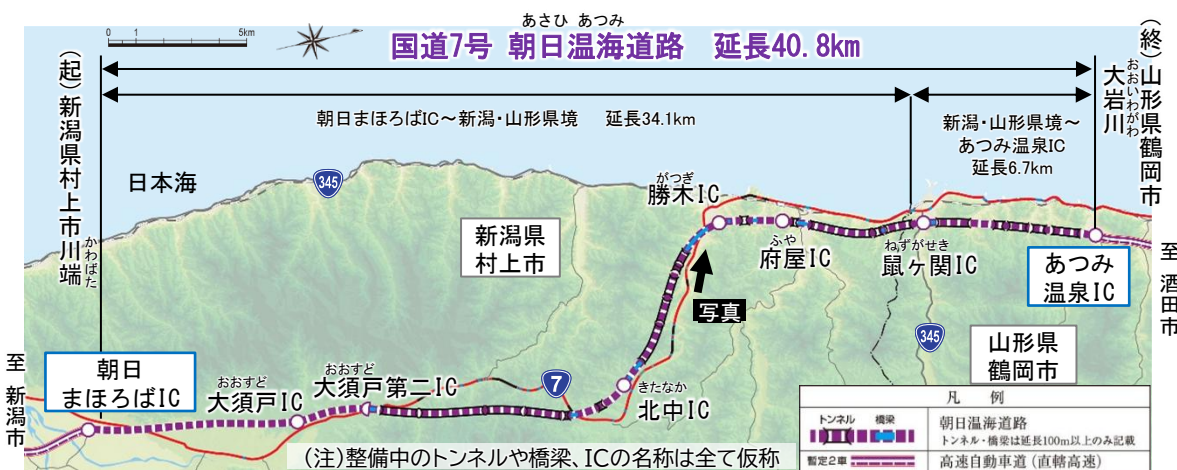 あさひ あつみ
国道7号 朝日温海道路 延長40.8km
0 1 5km
(起)新潟県村上市川端
かわばた
(終)山形県鶴岡市
大岩川
おおいわがわ
朝日まほろばIC～新潟・山形県境 延長34.1km
新潟・山形県境～
あつみ温泉IC
延長6.7km
日本海
345
新潟県
村上市
がつぎ
勝木IC
ふや
府屋IC
ねずがせき
鼠ヶ関IC
あつみ
温泉IC
至 酒田市
写真
345
山形県
鶴岡市
至 新潟市
朝日
まほろばIC
おおすど
大須戸IC
おおすど
大須戸第二IC
7
きたなか
北中IC
凡 例
トンネル 橋梁
朝日温海道路
トンネル・橋梁は延長100m以上のみ記載
暫定2車
高速自動車道(直轄高速)
(注)整備中のトンネルや橋梁、ICの名称は全て仮称